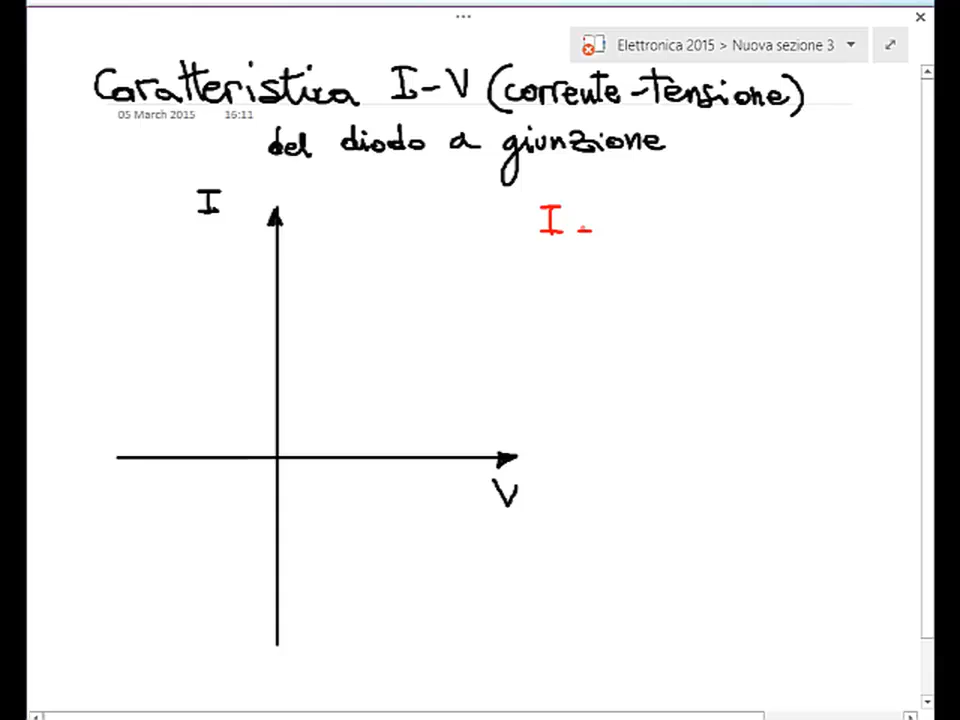 Elettronica 2015 > Nuova sezione 3
Caratteristica I-V (corrente-tensione)
05 March 2015 16:11
del diodo a giunzione
I
I -
V